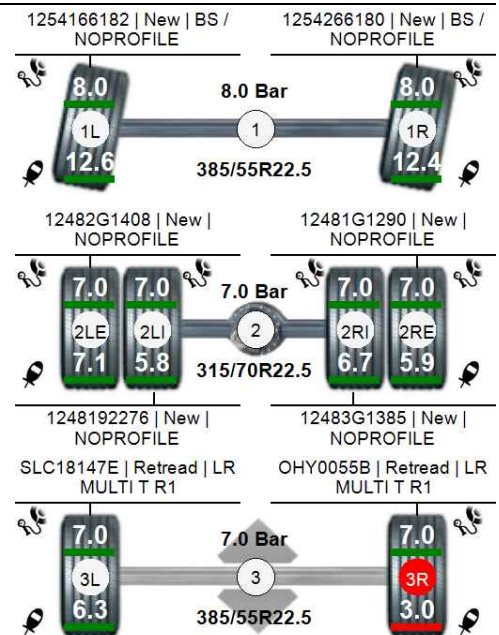 1254166182 | New | BS /
NOPROFILE
1254266180 | New | BS /
NOPROFILE
8.0
8.0 Bar
8.0
1L
1
1R
12.6
385/55R22.5
12.4
12482G1408 | New |
NOPROFILE
12481G1290 | New |
NOPROFILE
7.0
7.0
7.0 Bar
7.0
7.0
2LE
2LI
2
2RI
2RE
7.1
5.8
315/70R22.5
6.7
5.9
1248192276 | New |
NOPROFILE
12483G1385 | New |
NOPROFILE
SLC18147E | Retread | LR
MULTI T R1
OHY0055B | Retread | LR
MULTI T R1
7.0
7.0 Bar
7.0
3L
3
3R
6.3
385/55R22.5
3.0